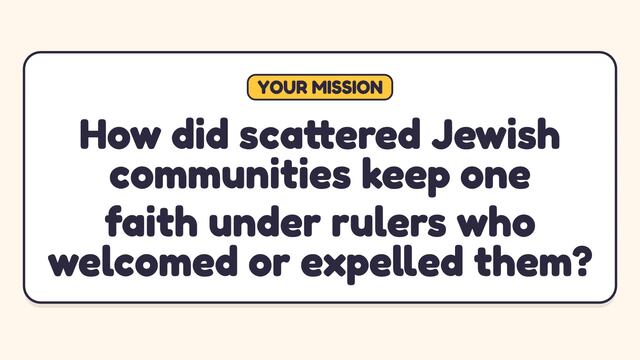 YOUR MISSION
How did scattered Jewish
communities keep one
faith under rulers who
welcomed or expelled them?